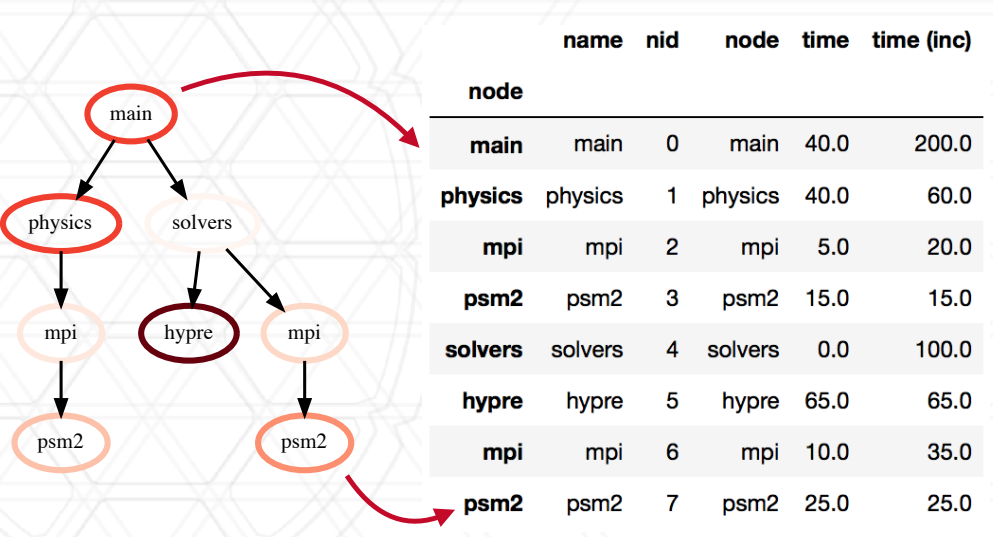 main
physics
solvers
mpi
hypre
mpi
psm2
psm2
name nid node time time (inc)
node
main main 0 main 40.0 200.0
physics physics 1 physics 40.0 60.0
mpi mpi 2 mpi 5.0 20.0
psm2 psm2 3 psm2 15.0 15.0
solvers solvers 4 solvers 0.0 100.0
hypre hypre 5 hypre 65.0 65.0
mpi mpi 6 mpi 10.0 35.0
psm2 psm2 7 psm2 25.0 25.0